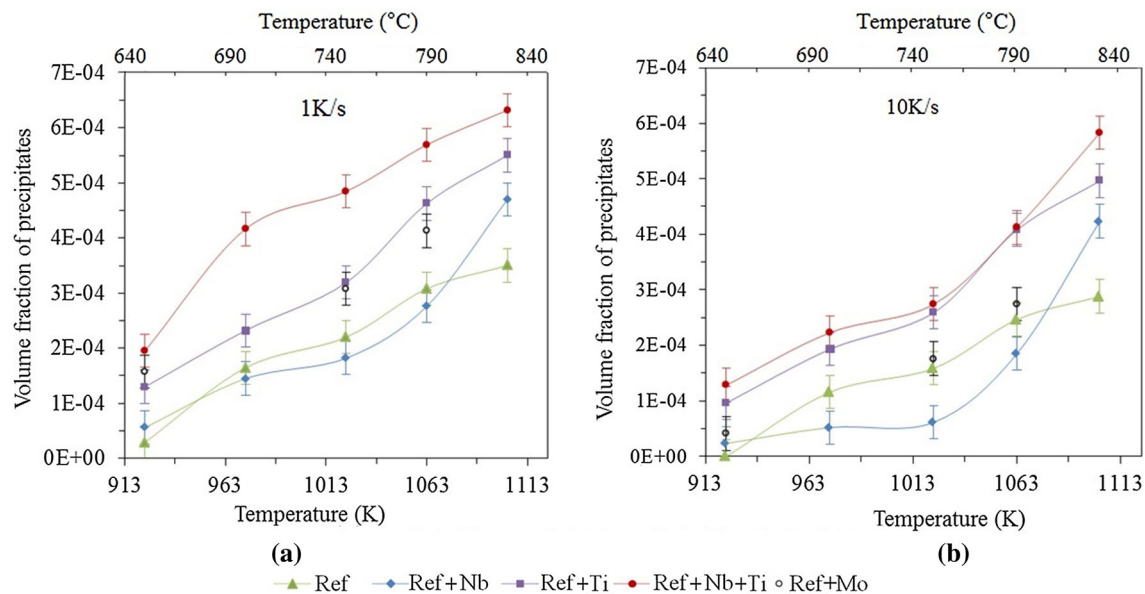 (a)
Temperature (°C)
640 690 740 790 840
7E-04
6E-04
5E-04
4E-04
3E-04
2E-04
1E-04
0E+00
Volume fraction of precipitates
1K/s
913 963 1013 1063 1113
Temperature (K)
(a)
(b)
Temperature (°C)
640 690 740 790 840
7E-04
6E-04
5E-04
4E-04
3E-04
2E-04
1E-04
0E+00
Volume fraction of precipitates
10K/s
913 963 1013 1063 1113
Temperature (K)
(b)
Ref Ref+Nb Ref+Ti Ref+Nb+Ti Ref+Mo